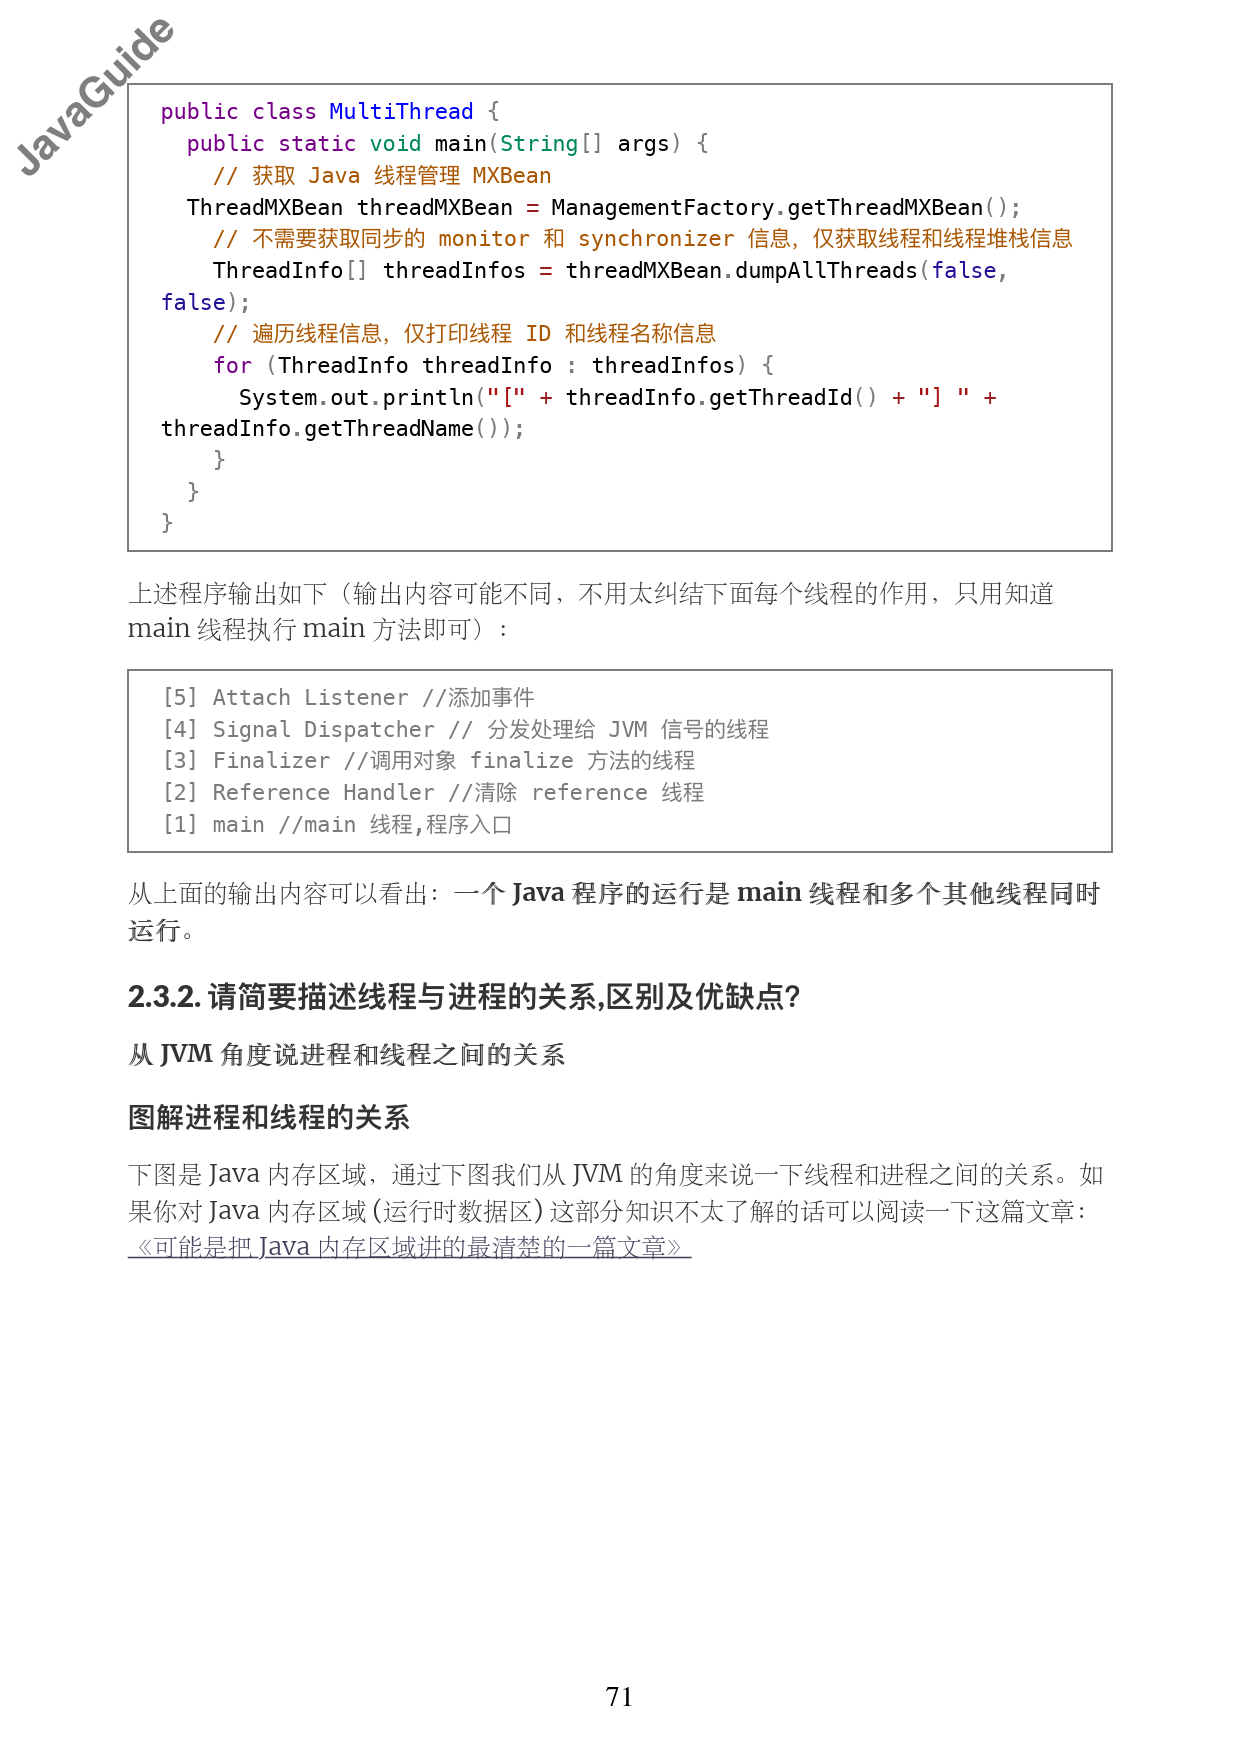 JavaGuide
public class MultiThread {
  public static void main(String[] args) {
    // 获取 Java 线程管理 MXBean
  ThreadMXBean threadMXBean = ManagementFactory.getThreadMXBean();
    // 不需要获取同步的 monitor 和 synchronizer 信息，仅获取线程和线程堆栈信息
    ThreadInfo[] threadInfos = threadMXBean.dumpAllThreads(false,
false);
    // 遍历线程信息，仅打印线程 ID 和线程名称信息
    for (ThreadInfo threadInfo : threadInfos) {
      System.out.println("[" + threadInfo.getThreadId() + "] " +
threadInfo.getThreadName());
    }
  }
}
上述程序输出如下（输出内容可能不同，不用太纠结下面每个线程的作用，只用知道
main 线程执行 main 方法即可）：
[5] Attach Listener //添加事件
[4] Signal Dispatcher // 分发处理给 JVM 信号的线程
[3] Finalizer //调用对象 finalize 方法的线程
[2] Reference Handler //清除 reference 线程
[1] main //main 线程,程序入口
从上面的输出内容可以看出：一个 Java 程序的运行是 main 线程和多个其他线程同时
运行。
2.3.2. 请简要描述线程与进程的关系,区别及优缺点？
从 JVM 角度说进程和线程之间的关系
图解进程和线程的关系
下图是 Java 内存区域，通过下图我们从 JVM 的角度来说一下线程和进程之间的关系。如
果你对 Java 内存区域 (运行时数据区) 这部分知识不太了解的话可以阅读一下这篇文章：
《可能是把 Java 内存区域讲的最清楚的一篇文章》
71